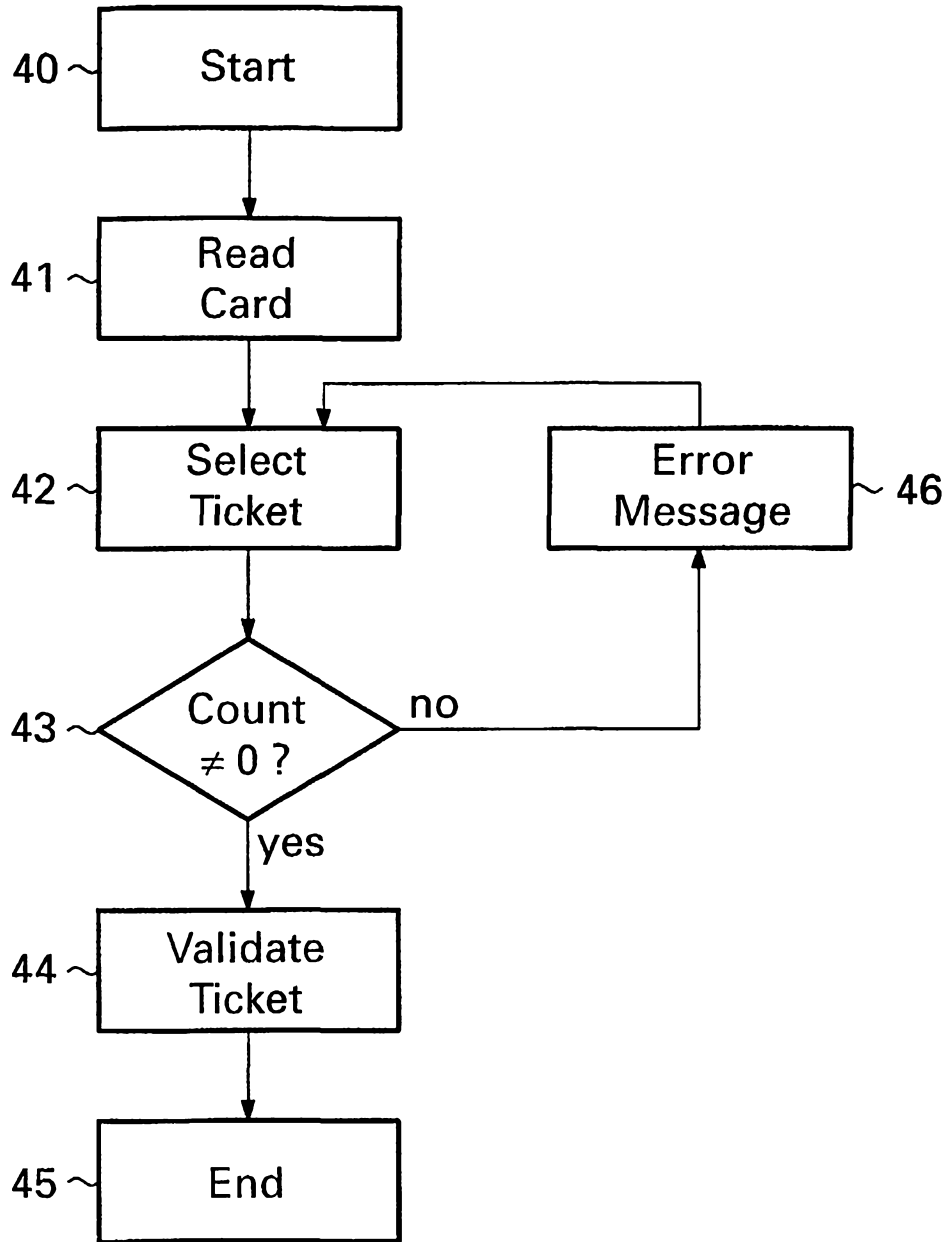 40
Start
41
Read
Card
42
Select
Ticket
Error
Message
46
43
Count
≠ 0 ?
no
yes
44
Validate
Ticket
45
End